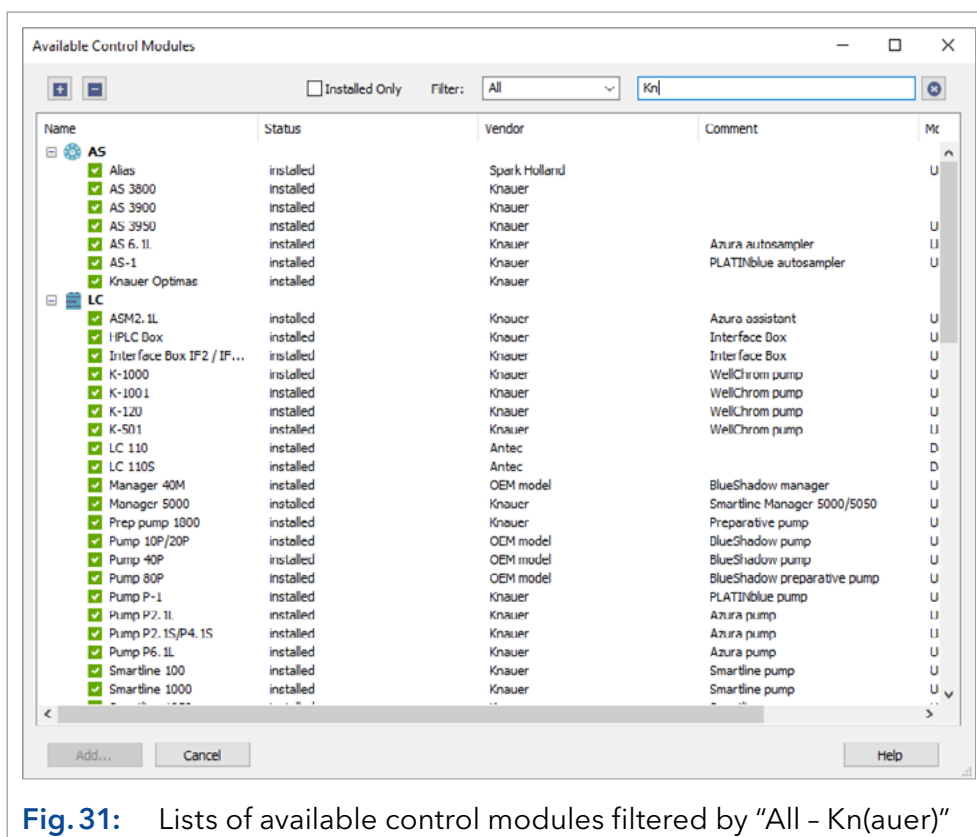 Available Control Modules
Installed Only Filter: All Kn
Name Status Vendor Comment Mc
AS
Alias installed Spark Holland U
AS 3800 installed Knauer
AS 3900 installed Knauer
AS 3950 installed Knauer U
AS 6.1L installed Knauer Azura autosampler U
AS-1 installed Knauer PLATINblue autosampler U
Knauer Optimas installed Knauer
LC
ASM2.1L installed Knauer Azura assistant U
HPLC Box installed Knauer Interface Box U
Interface Box IF2 / IF... installed Knauer Interface Box U
K-1000 installed Knauer WellChrom pump U
K-1001 installed Knauer WellChrom pump U
K-120 installed Knauer WellChrom pump U
K-501 installed Knauer WellChrom pump U
LC 110 installed Antec D
LC 110S installed Antec D
Manager 40M installed OEM model BlueShadow manager U
Manager 5000 installed Knauer Smartline Manager 5000/5050 U
Prep pump 1800 installed Knauer Preparative pump U
Pump 10P/20P installed OEM model BlueShadow pump U
Pump 40P installed OEM model BlueShadow pump U
Pump 80P installed OEM model BlueShadow preparative pump U
Pump P-1 installed Knauer PLATINblue pump U
Pump P2.1L installed Knauer Azura pump U
Pump P2.1S/P4.1S installed Knauer Azura pump U
Pump P6.1L installed Knauer Azura pump U
Smartline 100 installed Knauer Smartline pump U
Smartline 1000 installed Knauer Smartline pump U
Add... Cancel Help
Fig. 31: Lists of available control modules filtered by "All – Kn(auer)"